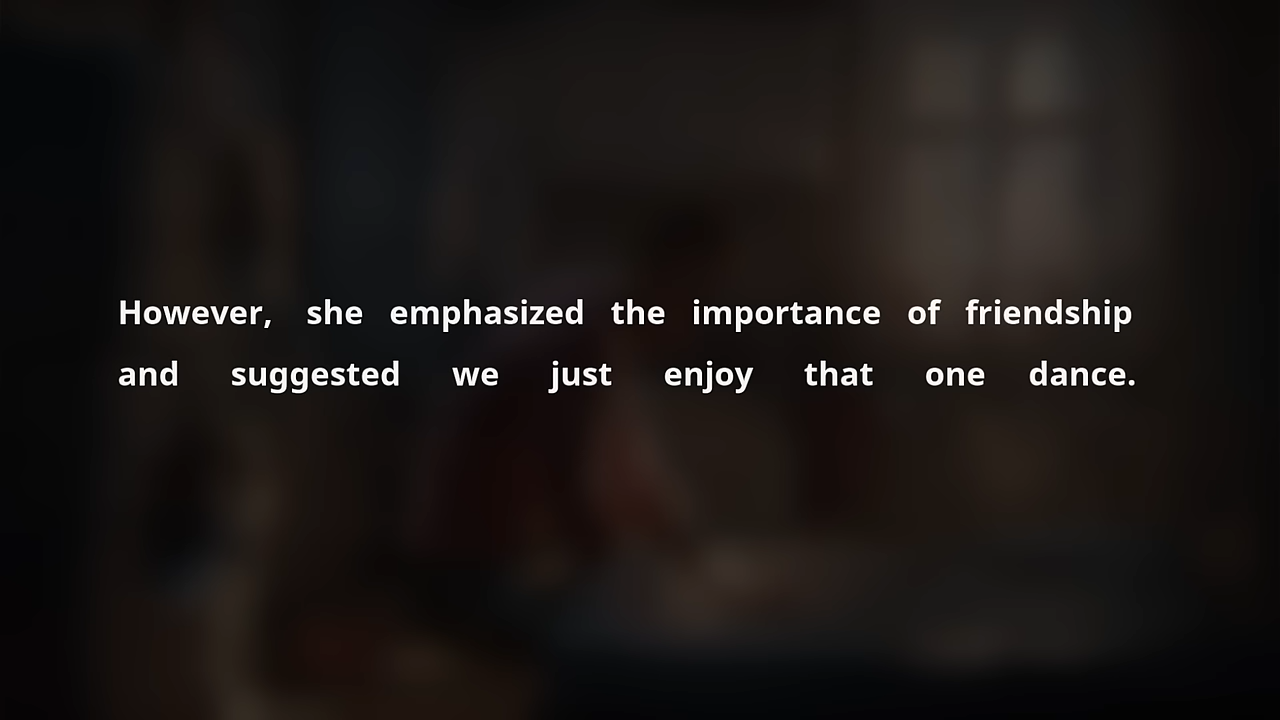 However, she emphasized the importance of friendship
and suggested we just enjoy that one dance.